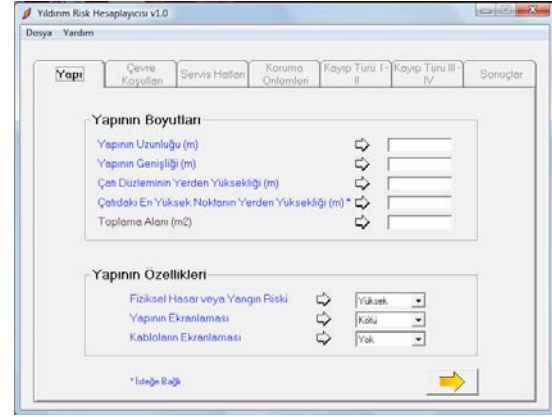 Yıldırım Risk Hesaplayıcısı v1.0
Dosya Yardım
Yapı
Çevre Koşulları
Servis Hatları
Koruma Önlemleri
Kayıp Turu I-II
Kayıp Turu III-IV
Sonuçlar
Yapının Boyutları
Yapının Uzunluğu (m)
Yapının Genişliği (m)
Çatı Düzleminin Yerden Yüksekliği (m)
Çatıdaki En Yüksek Noktanın Yerden Yüksekliği (m) *
Toplama Alanı (m2)
Yapının Özellikleri
Fiziksel Hasar veya Yangın Riski Yüksek
Yapının Ekranlaması Kötü
Kabloların Ekranlaması Yok
* İsteğe Bağlı